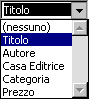 Titolo
(nessuno)
Titolo
Autore
Casa Editrice
Categoria
Prezzo